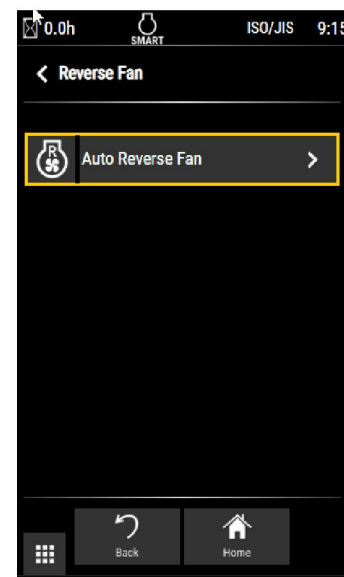 0.0h SMART ISO/JIS 9:15
Reverse Fan
R
Auto Reverse Fan
Back Home